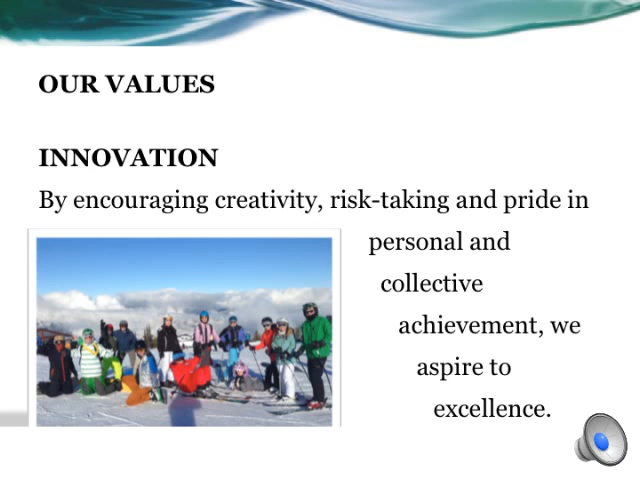 OUR VALUES
INNOVATION
By encouraging creativity, risk-taking and pride in
personal and
collective
achievement, we
aspire to
excellence.